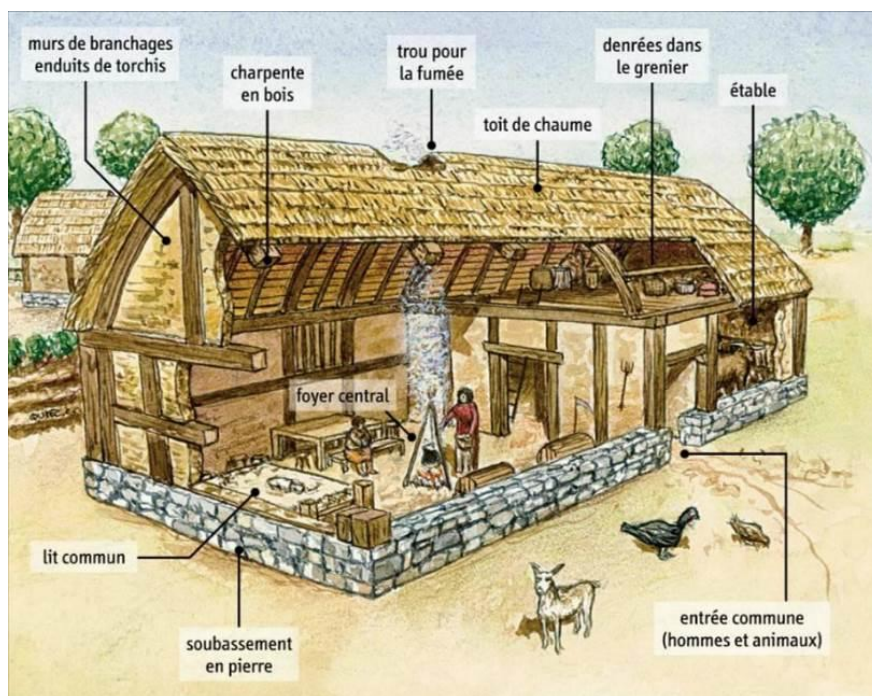 murs de branchages
enduits de torchis
charpente
en bois
trou pour
la fumée
toit de chaume
denrées dans
le grenier
étable
foyer central
lit commun
soubassement
en pierre
entrée commune
(hommes et animaux)